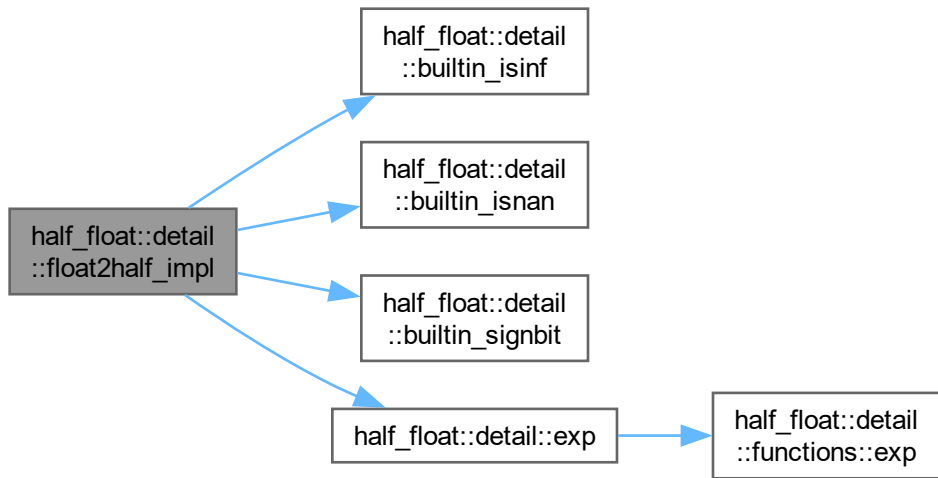 half_float::detail
::builtin_isinf
half_float::detail
::builtin_isnan
half_float::detail
::float2half_impl
half_float::detail
::builtin_signbit
half_float::detail::exp
half_float::detail
::functions::exp